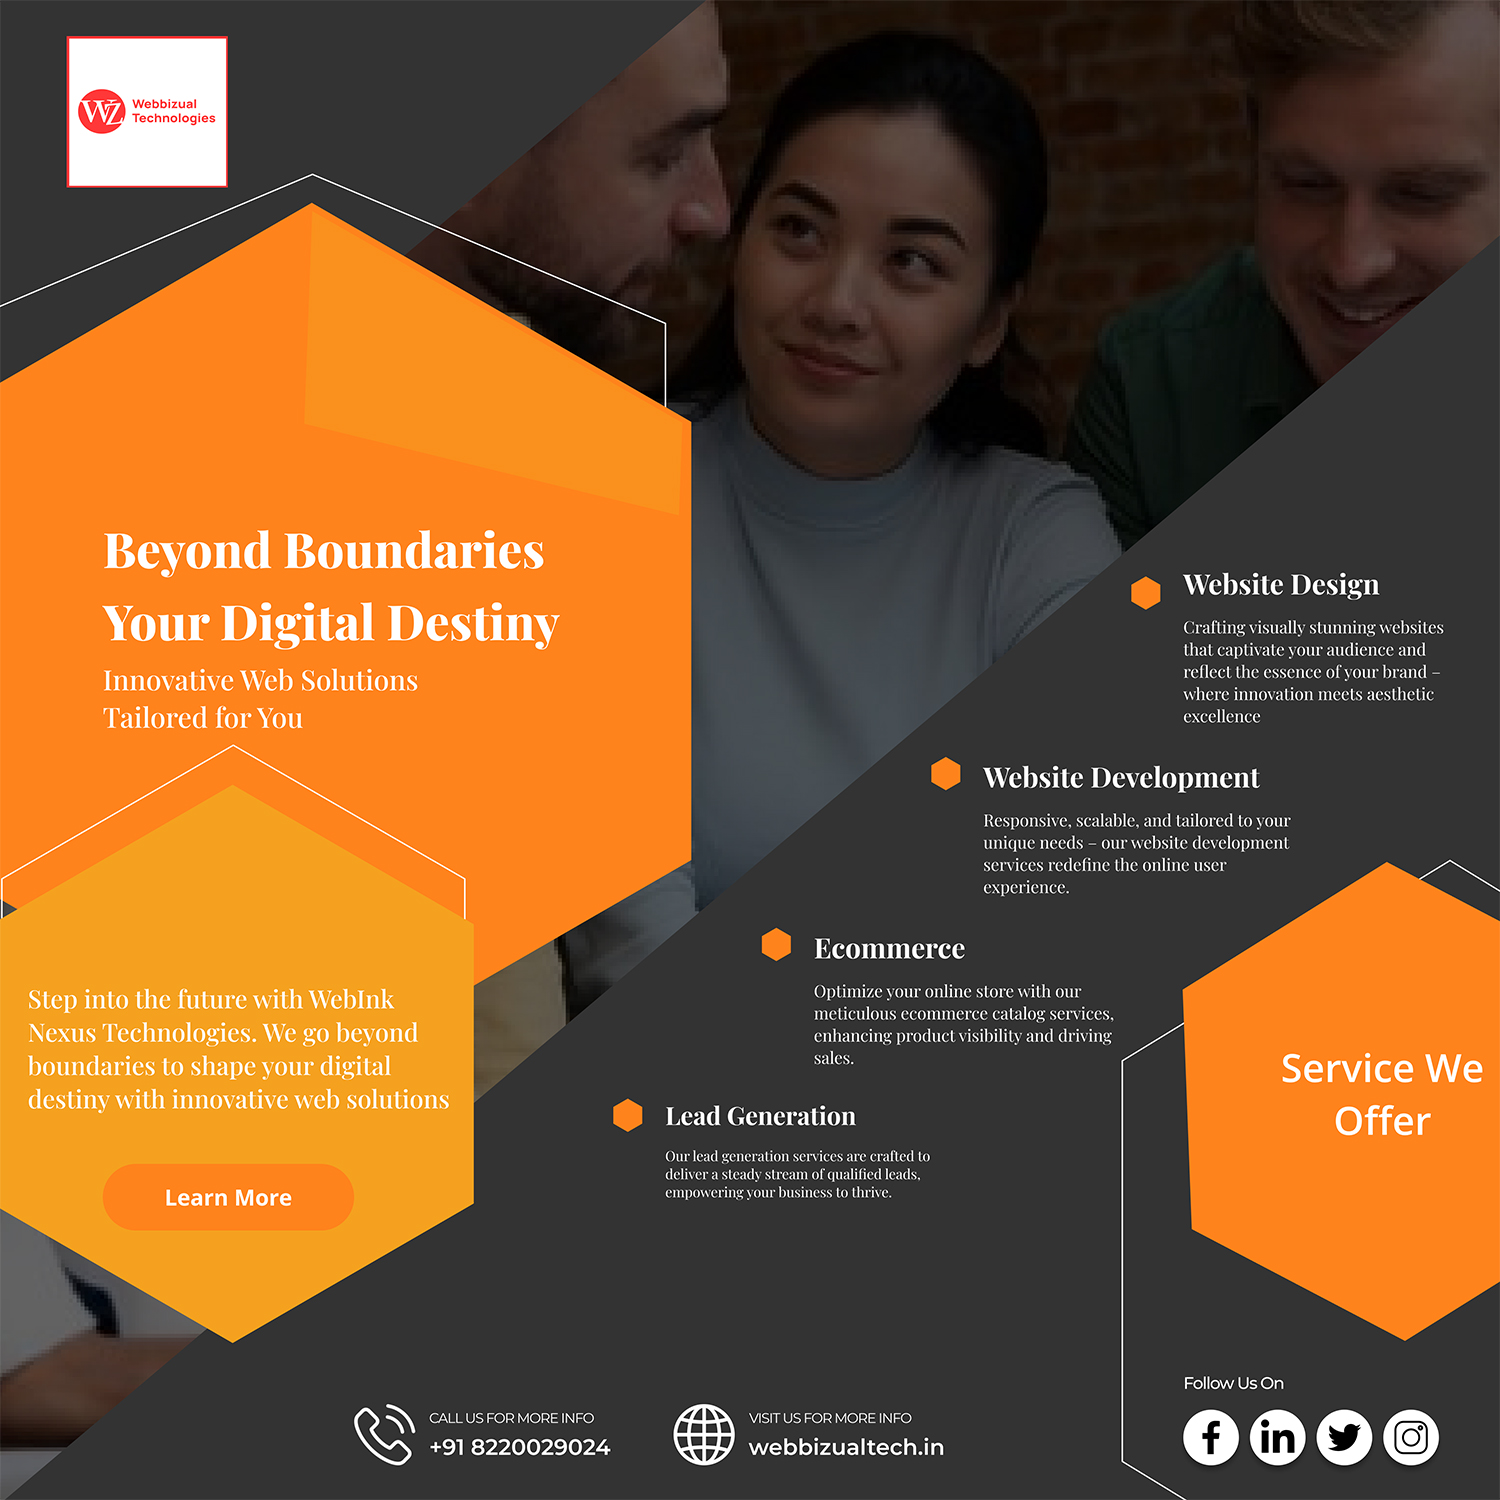 WZ
Webbizual
Technologies
Beyond Boundaries
Your Digital Destiny
Innovative Web Solutions
Tailored for You
Step into the future with WebInk
Nexus Technologies. We go beyond
boundaries to shape your digital
destiny with innovative web solutions
Learn More
Website Design
Crafting visually stunning websites
that captivate your audience and
reflect the essence of your brand –
where innovation meets aesthetic
excellence
Website Development
Responsive, scalable, and tailored to your
unique needs – our website development
services redefine the online user
experience.
Ecommerce
Optimize your online store with our
meticulous ecommerce catalog services,
enhancing product visibility and driving
sales.
Lead Generation
Our lead generation services are crafted to
deliver a steady stream of qualified leads,
empowering your business to thrive.
Service We
Offer
CALL US FOR MORE INFO
+91 8220029024
VISIT US FOR MORE INFO
webbizualtech.in
Follow Us On